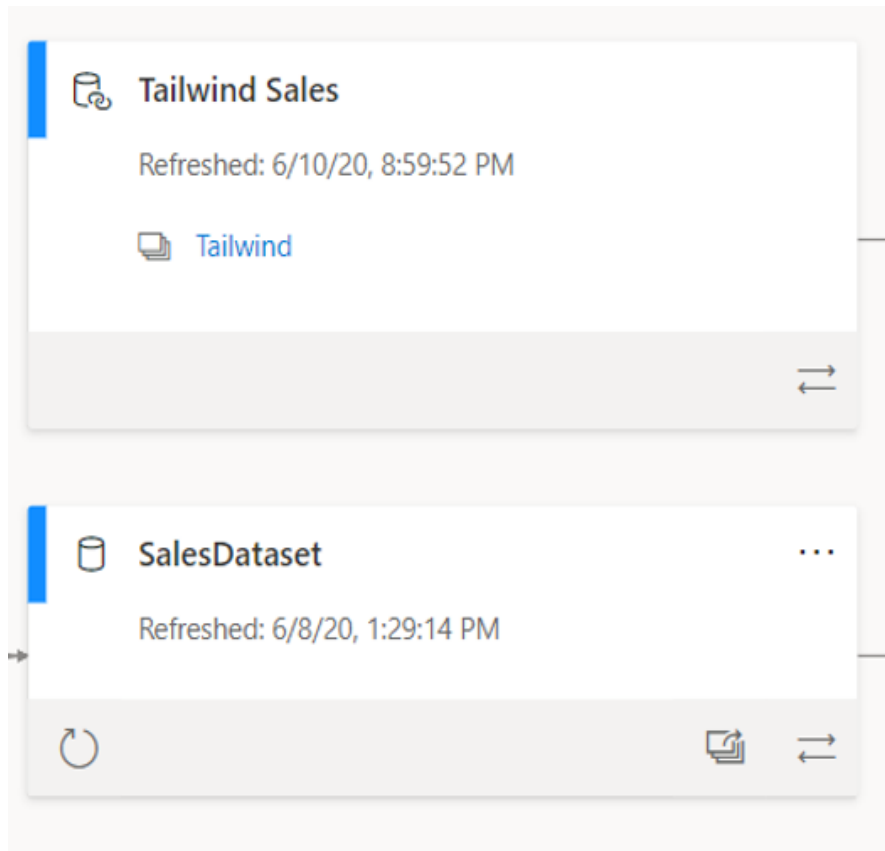 Tailwind Sales
Refreshed: 6/10/20, 8:59:52 PM
Tailwind
SalesDataset
Refreshed: 6/8/20, 1:29:14 PM